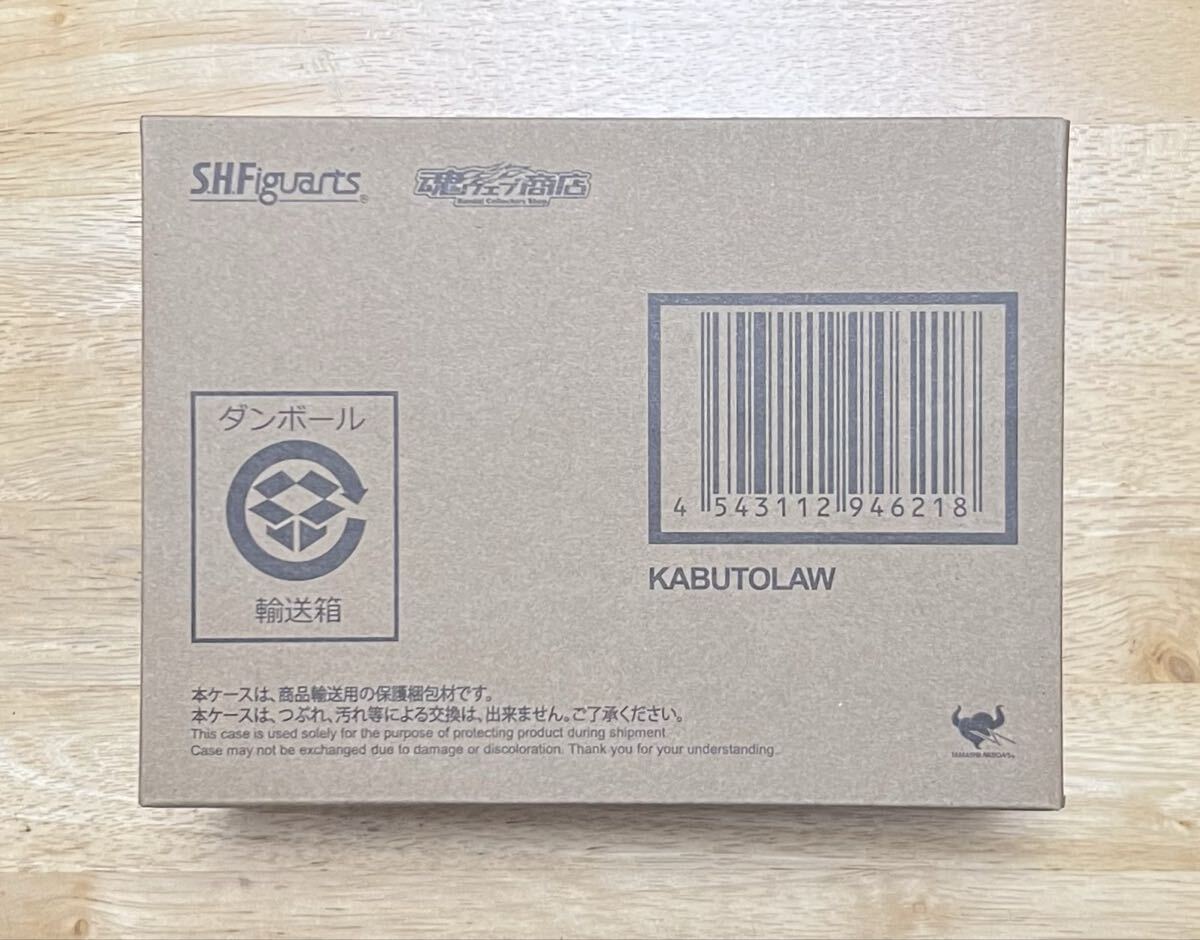 S.H.Figuarts®
魂ウェブ商店
Bandai Collectors Shop
4 543112 946218
KABUTOLAW
ダンボール
輸送箱
本ケースは、商品輸送用の保護梱包材です。
本ケースは、つぶれ、汚れ等による交換は、出来ません。ご了承ください。
This case is used solely for the purpose of protecting product during shipment.
Case may not be exchanged due to damage or discoloration. Thank you for your understanding.
TAMASHII NATIONS